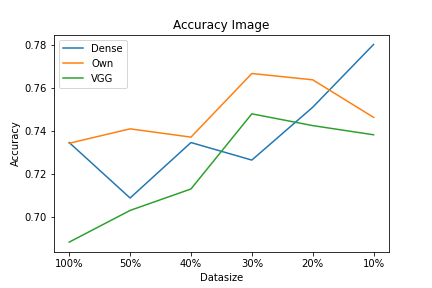 Accuracy Image
Dense
Own
VGG
0.78
0.76
0.74
0.72
0.70
Accuracy
100% 50% 40% 30% 20% 10%
Datasize